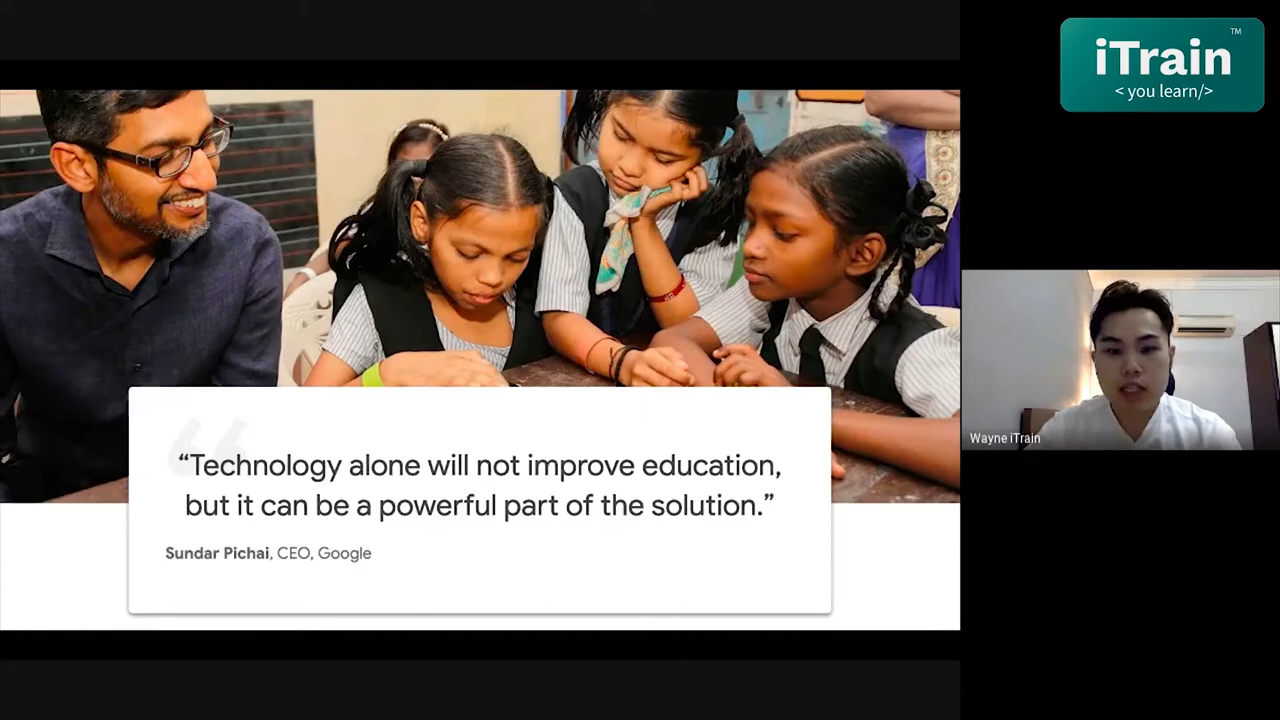 iTrain™
< you learn/>
“Technology alone will not improve education,
but it can be a powerful part of the solution.”
Sundar Pichai, CEO, Google
Wayne iTrain